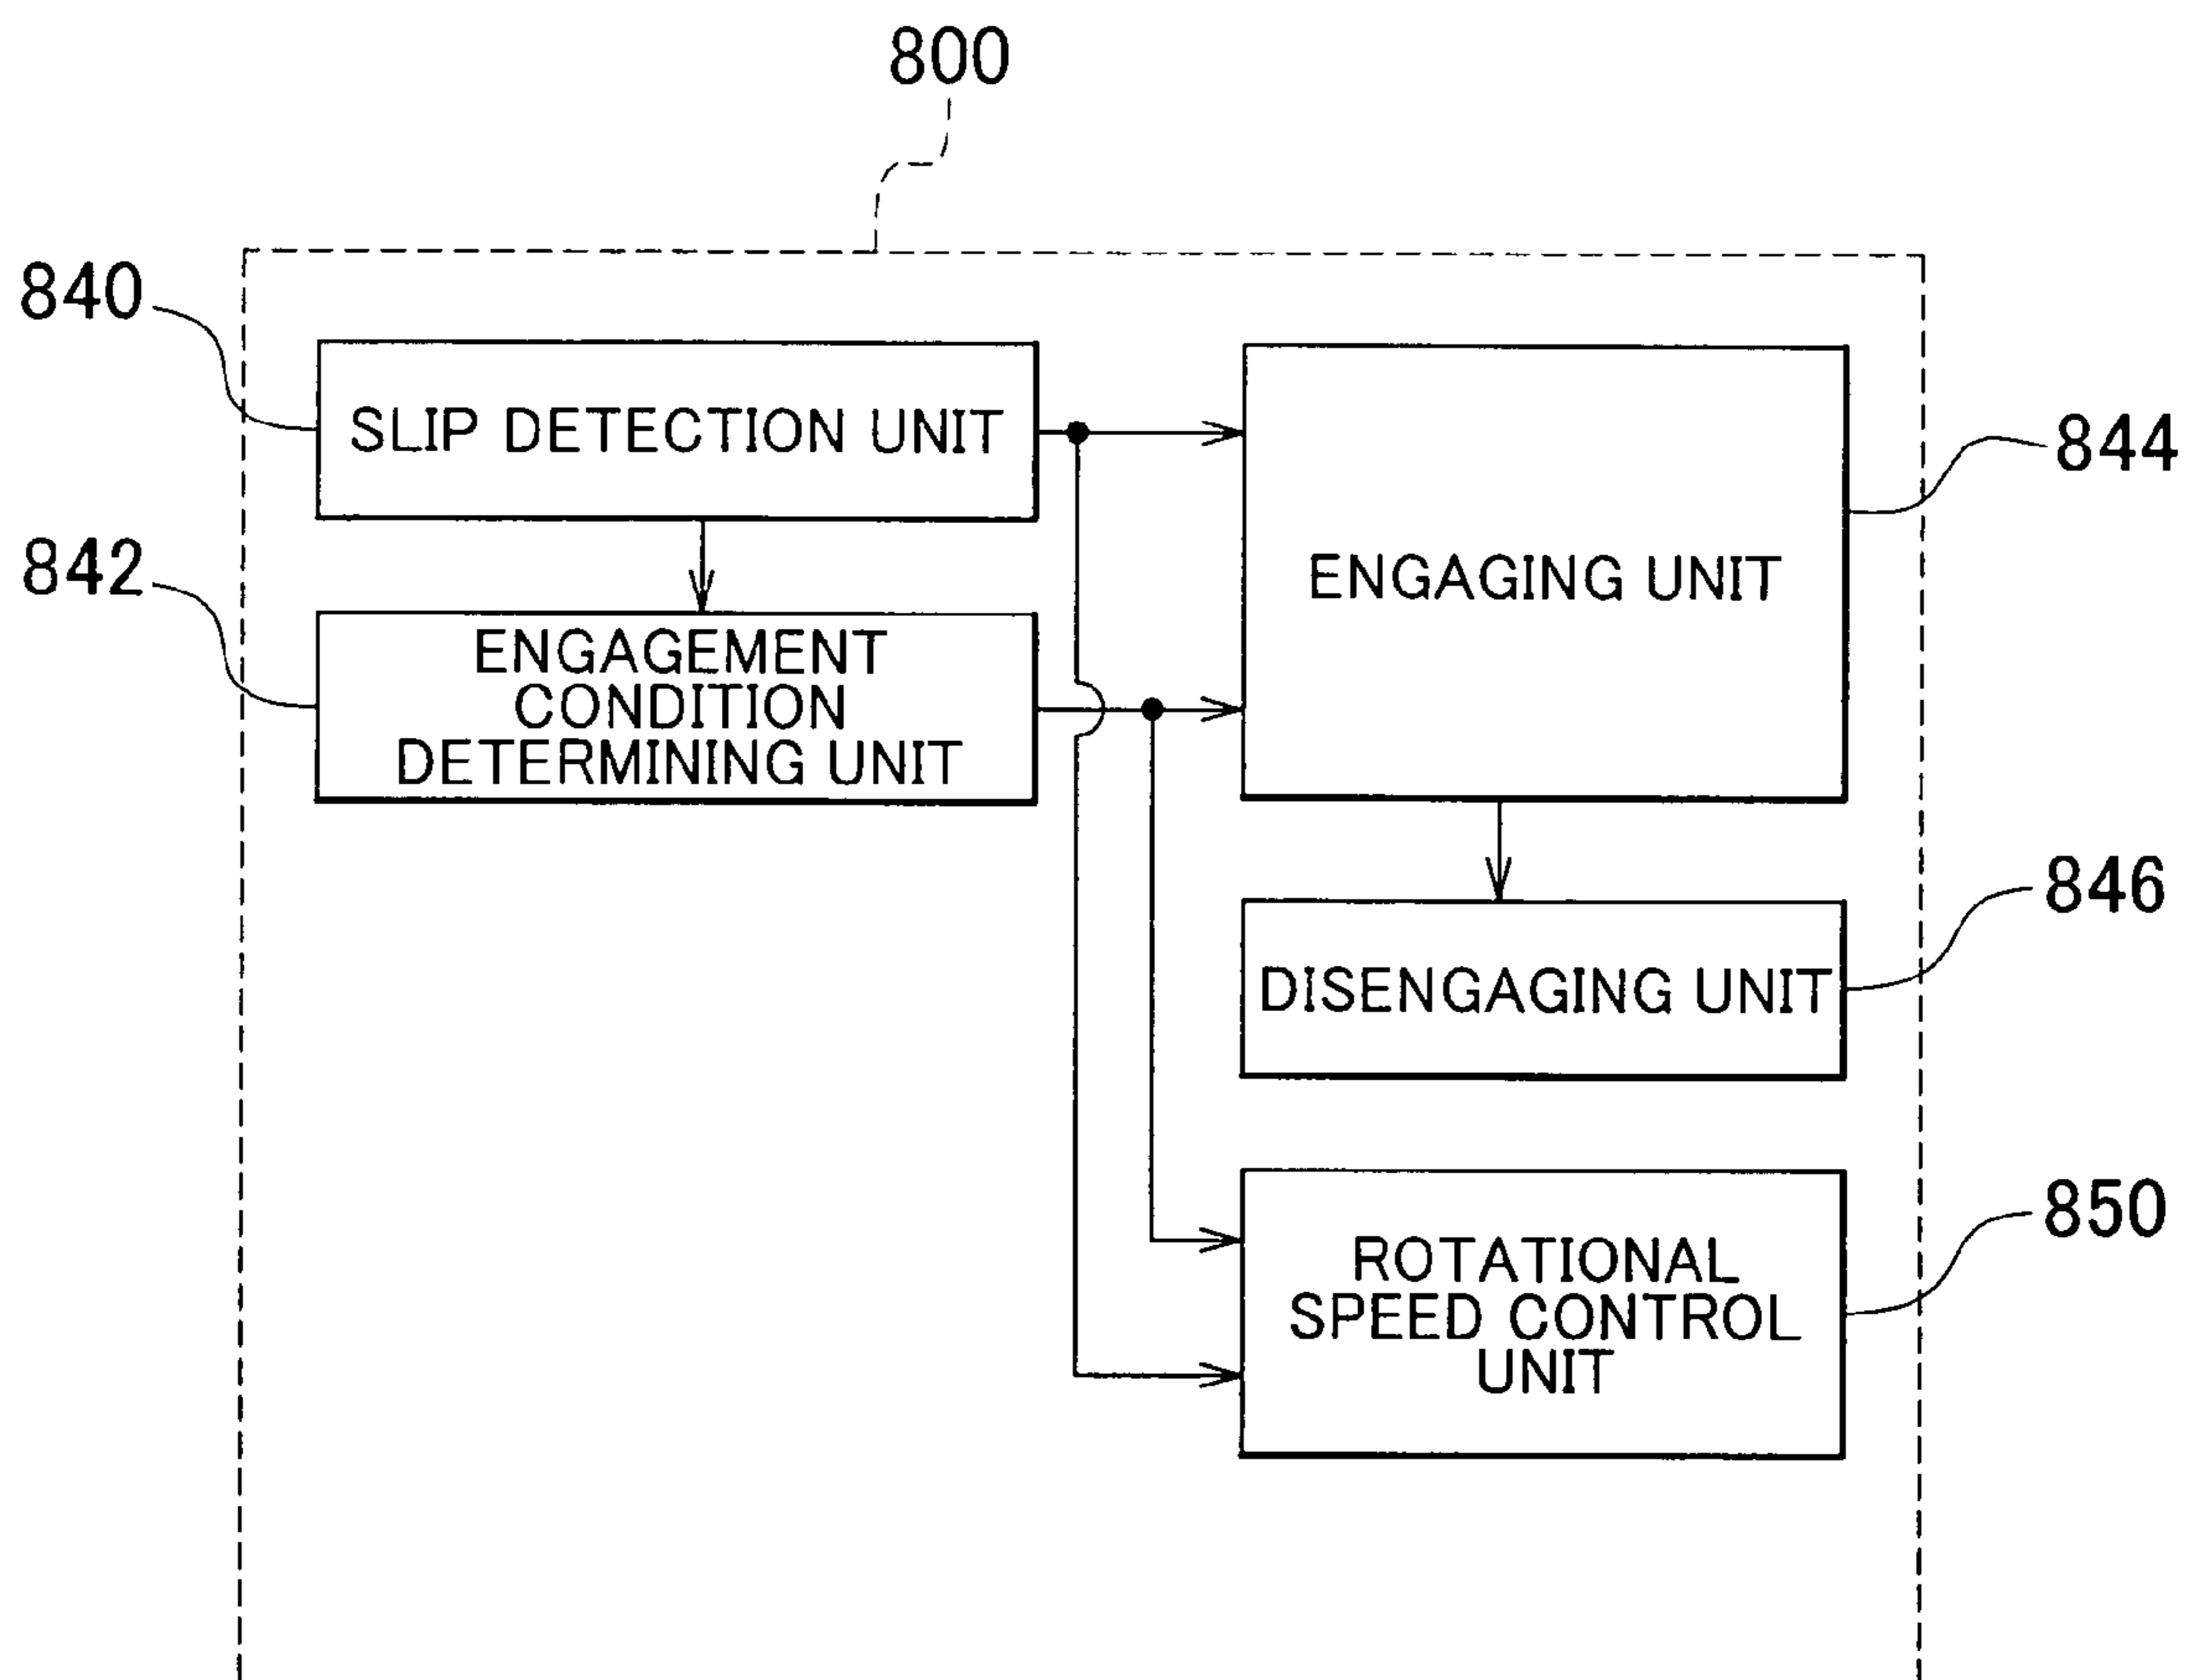 800
840
SLIP DETECTION UNIT
844
842
ENGAGING UNIT
ENGAGEMENT
CONDITION
DETERMINING UNIT
846
DISENGAGING UNIT
850
ROTATIONAL
SPEED CONTROL
UNIT